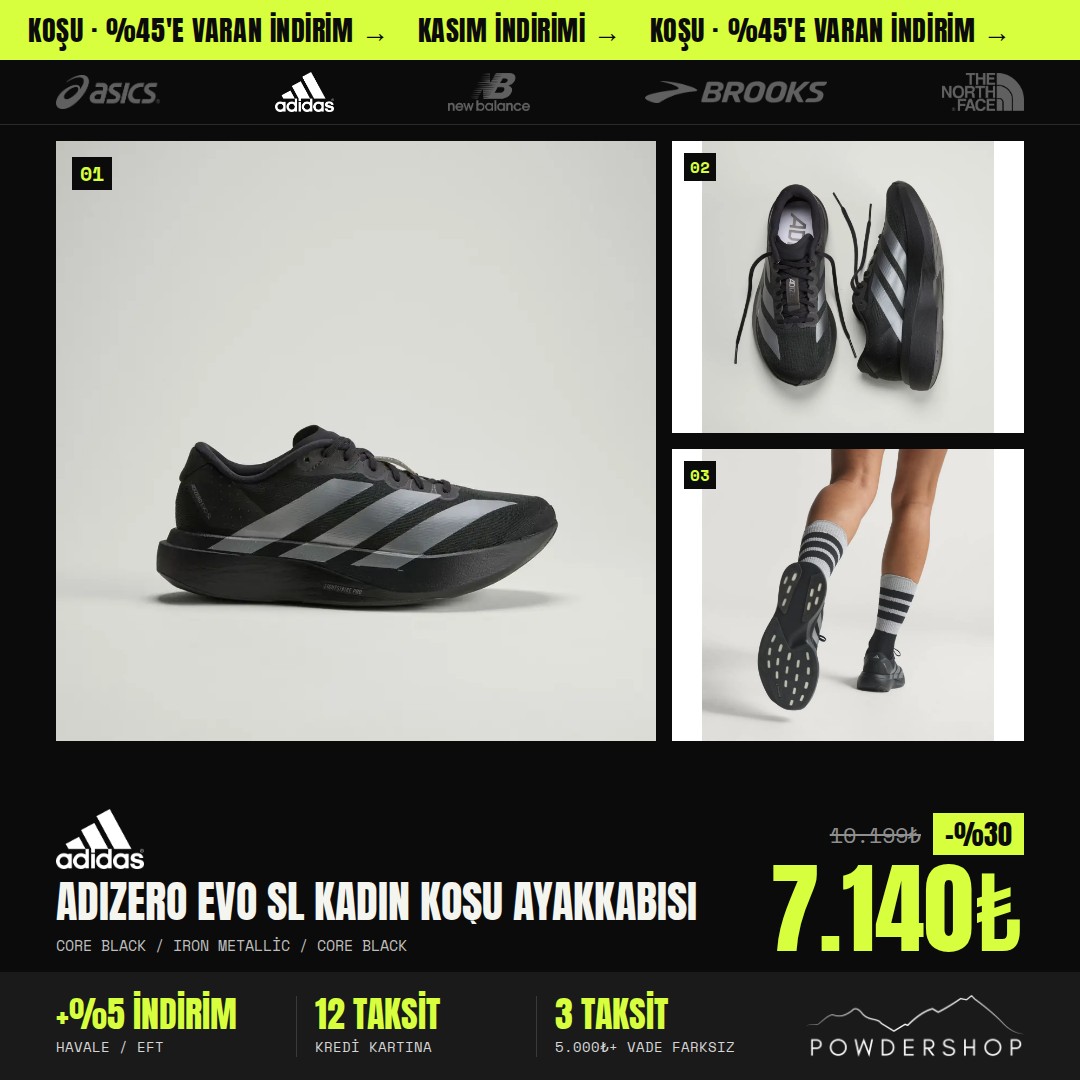 KOŞU · %45'E VARAN İNDİRİM → KASIM İNDİRİMİ → KOŞU · %45'E VARAN İNDİRİM →
asics adidas new balance BROOKS THE NORTH FACE
01
02
03
adidas
10.199₺ -%30
ADIZERO EVO SL KADIN KOŞU AYAKKABISI
7.140₺
CORE BLACK / IRON METALLİC / CORE BLACK
+%5 İNDİRİM
HAVALE / EFT
12 TAKSİT
KREDİ KARTINA
3 TAKSİT
5.000₺+ VADE FARKSIZ
POWDERSHOP